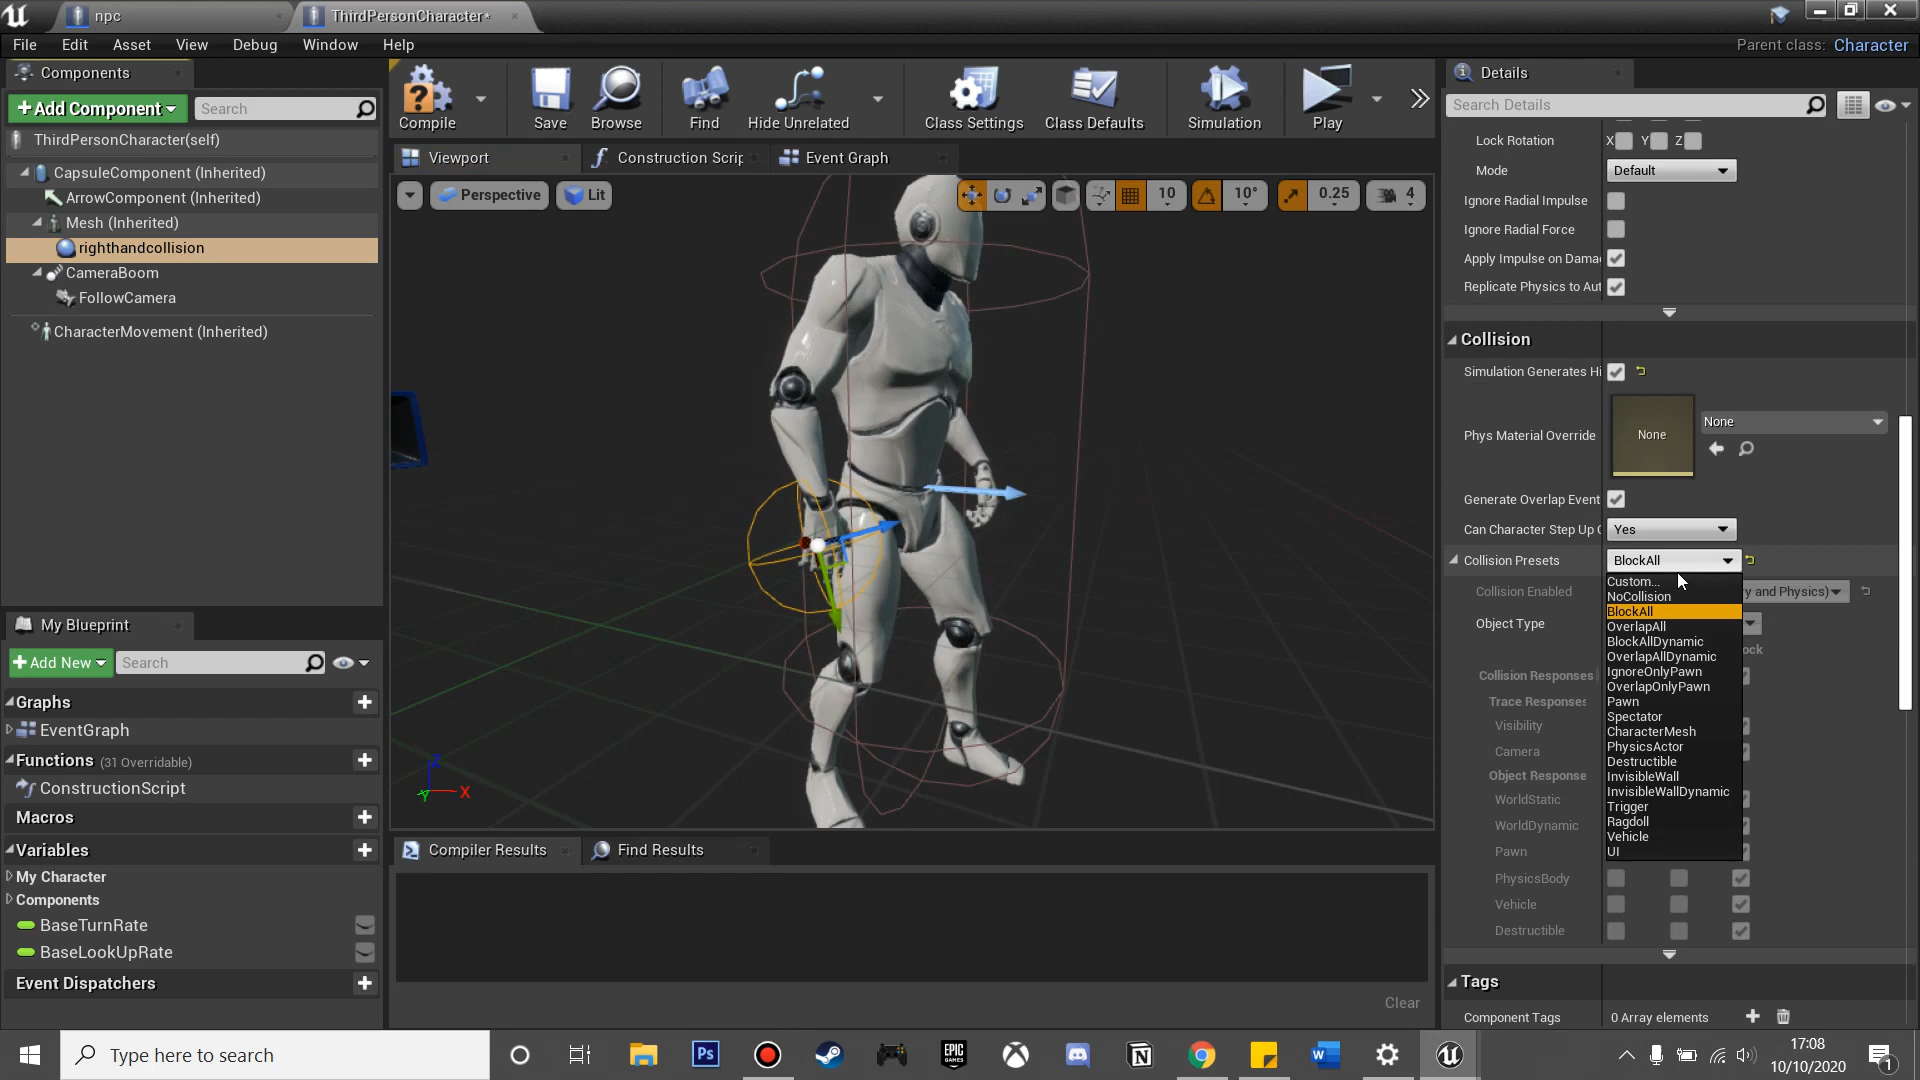 npc
ThirdPersonCharacter*
File Edit Asset View Debug Window Help
Parent class: Character
Components
Add Component
Search
ThirdPersonCharacter(self)
CapsuleComponent (Inherited)
ArrowComponent (Inherited)
Mesh (Inherited)
righthandcollision
CameraBoom
FollowCamera
CharacterMovement (Inherited)
My Blueprint
Add New
Search
Graphs
EventGraph
Functions (31 Overridable)
ConstructionScript
Macros
Variables
My Character
Components
BaseTurnRate
BaseLookUpRate
Event Dispatchers
Compile Save Browse Find Hide Unrelated Class Settings Class Defaults Simulation Play
Viewport Construction Scrip Event Graph
Perspective Lit 10 10° 0.25 4
Z
Y X
Compiler Results Find Results
Clear
Details
Search Details
Lock Rotation X Y Z
Mode Default
Ignore Radial Impulse
Ignore Radial Force
Apply Impulse on Dama
Replicate Physics to Aut
Collision
Simulation Generates Hi
Phys Material Override None None
Generate Overlap Event
Can Character Step Up Yes
Collision Presets BlockAll
Collision Enabled y and Physics)
Object Type
ock
Collision Responses
Trace Responses
Visibility
Camera
Object Response
WorldStatic
WorldDynamic
Pawn
PhysicsBody
Vehicle
Destructible
Custom...
NoCollision
BlockAll
OverlapAll
BlockAllDynamic
OverlapAllDynamic
IgnoreOnlyPawn
OverlapOnlyPawn
Pawn
Spectator
CharacterMesh
PhysicsActor
Destructible
InvisibleWall
InvisibleWallDynamic
Trigger
Ragdoll
Vehicle
UI
Tags
Component Tags 0 Array elements
Type here to search
Ps
EPIC GAMES
N
W
17:08
10/10/2020
1